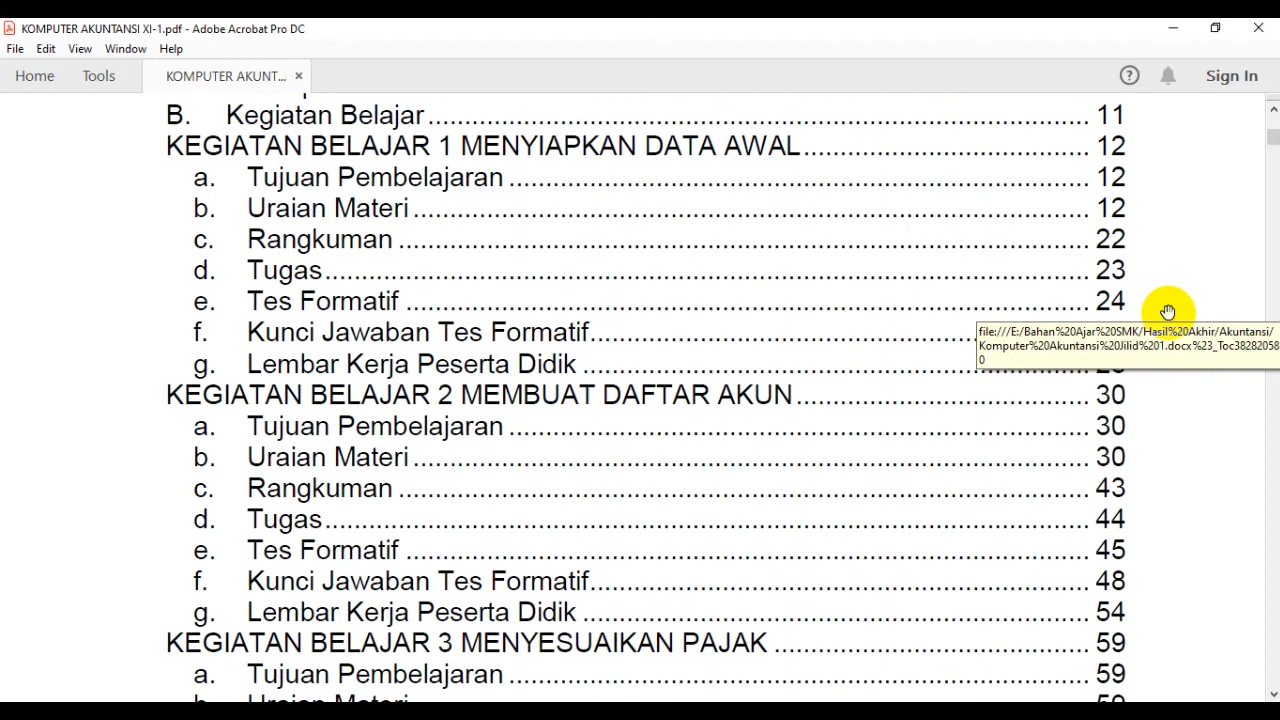 KOMPUTER AKUNTANSI XI-1.pdf - Adobe Acrobat Pro DC
File Edit View Window Help
Home Tools KOMPUTER AKUNT... × ? Sign In
B. Kegiatan Belajar 11
KEGIATAN BELAJAR 1 MENYIAPKAN DATA AWAL 12
a. Tujuan Pembelajaran 12
b. Uraian Materi 12
c. Rangkuman 22
d. Tugas 23
e. Tes Formatif 24
f. Kunci Jawaban Tes Formatif
file:///E:/Bahan%20Ajar%20SMK/Hasil%20Akhir/Akuntansi/
Komputer%20Akuntansi%20Jilid%201.docx%23_Toc38282058
0
g. Lembar Kerja Peserta Didik
KEGIATAN BELAJAR 2 MEMBUAT DAFTAR AKUN 30
a. Tujuan Pembelajaran 30
b. Uraian Materi 30
c. Rangkuman 43
d. Tugas 44
e. Tes Formatif 45
f. Kunci Jawaban Tes Formatif 48
g. Lembar Kerja Peserta Didik 54
KEGIATAN BELAJAR 3 MENYESUAIKAN PAJAK 59
a. Tujuan Pembelajaran 59